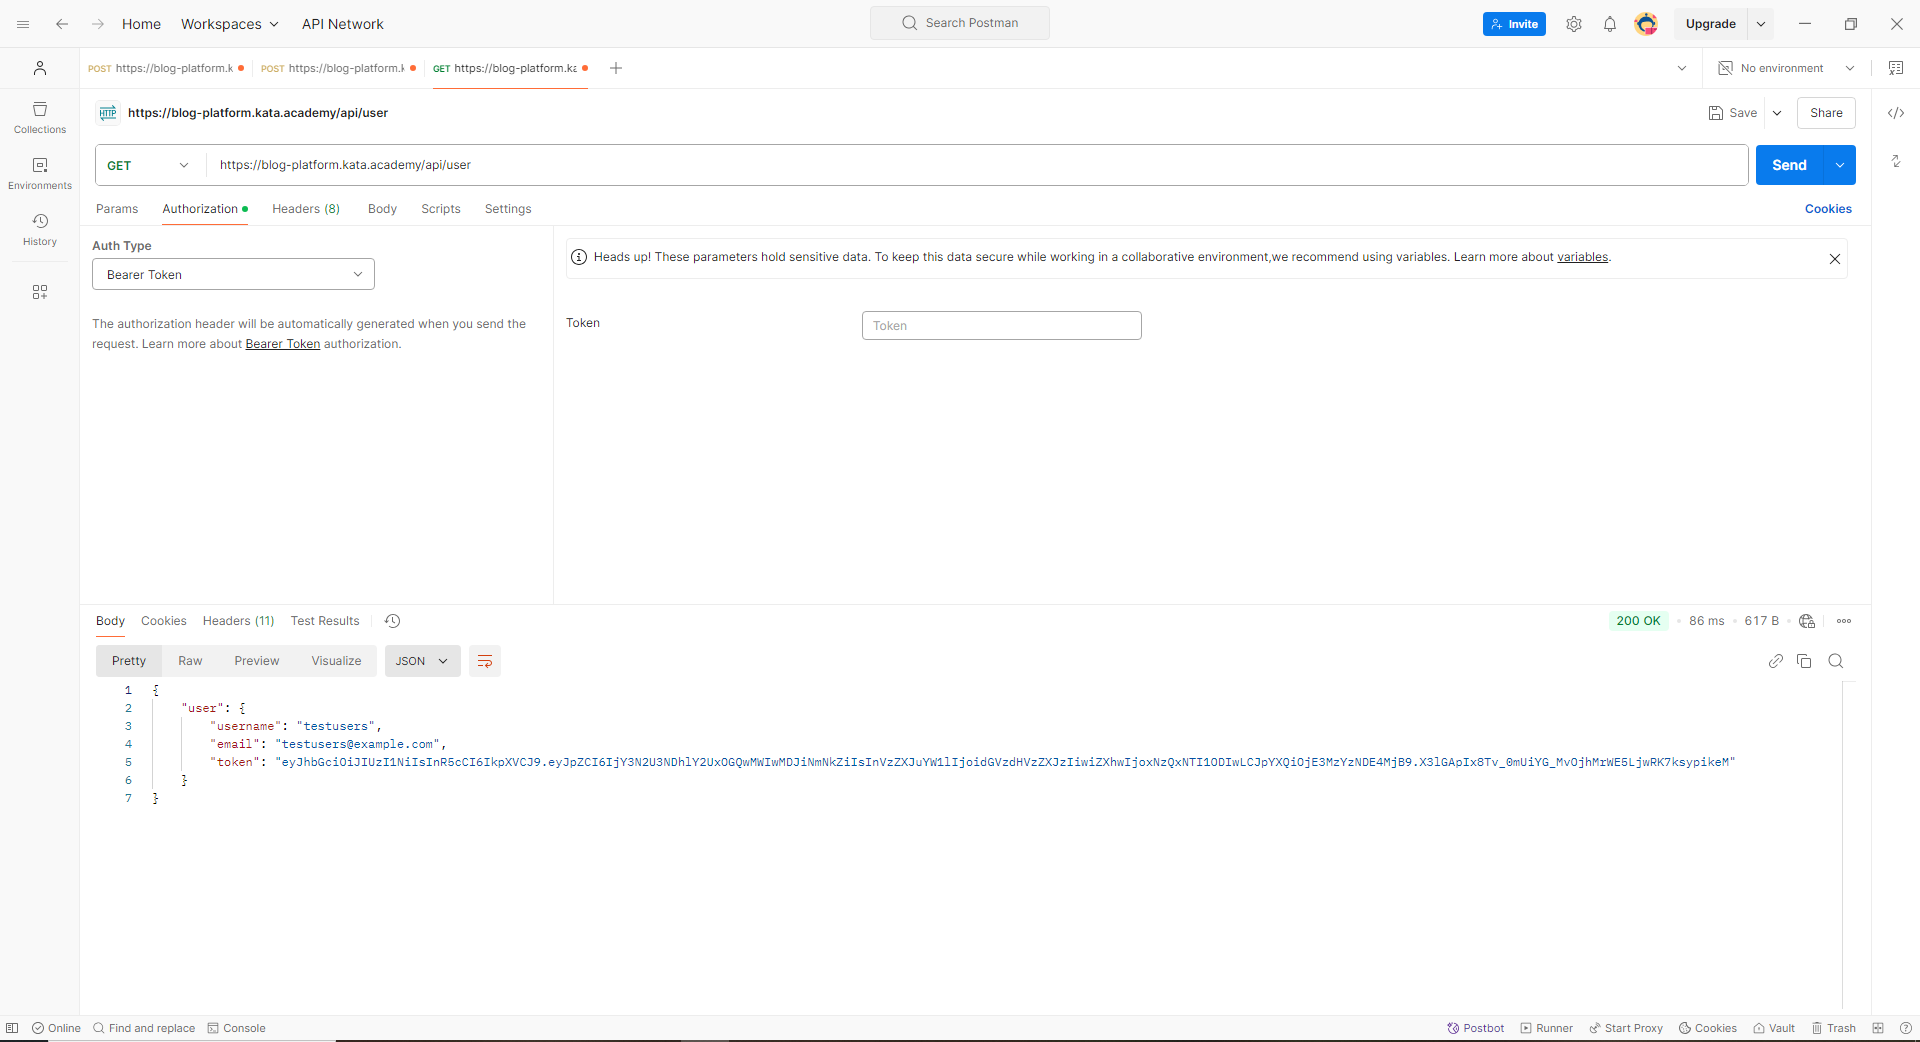 Home Workspaces API Network Search Postman Invite Upgrade
POST https://blog-platform.k POST https://blog-platform.k GET https://blog-platform.ka No environment
HTTP https://blog-platform.kata.academy/api/user Save Share
GET https://blog-platform.kata.academy/api/user Send
Params Authorization Headers (8) Body Scripts Settings Cookies
Collections
Environments
History
Auth Type
Bearer Token
The authorization header will be automatically generated when you send the
request. Learn more about Bearer Token authorization.
Heads up! These parameters hold sensitive data. To keep this data secure while working in a collaborative environment,we recommend using variables. Learn more about variables.
Token Token
Body Cookies Headers (11) Test Results 200 OK 86 ms 617 B
Pretty Raw Preview Visualize JSON
1 {
2 "user": {
3 "username": "testusers",
4 "email": "testusers@example.com",
5 "token": "eyJhbGciOiJIUzI1NiIsInR5cCI6IkpXVCJ9.eyJpZCI6IjY3N2U3NDhlY2UxOGQwMWIwMDJiNmNkZiIsInVzZXJuYW1lIjoidGVzdHVzZXJzIiwiZXhwIjoxNzQxNTI1ODIwLCJpYXQiOjE3MzYzNDE4MjB9.X3lGApIx8Tv_0mUiYG_MvOjhMrWE5LjwRK7ksypikeM"
6 }
7 }
Online Find and replace Console Postbot Runner Start Proxy Cookies Vault Trash